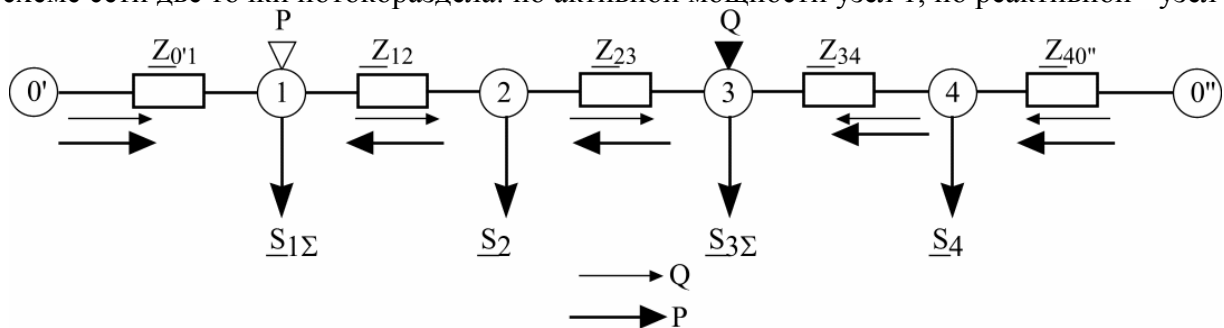 схеме сети две точки потокораздела: по активной мощности узел 1, по реактивной - узел
P Q
Z0'1 Z12 Z23 Z34 Z40"
0' 1 2 3 4 0"
S1Σ S2 S3Σ S4
Q
P